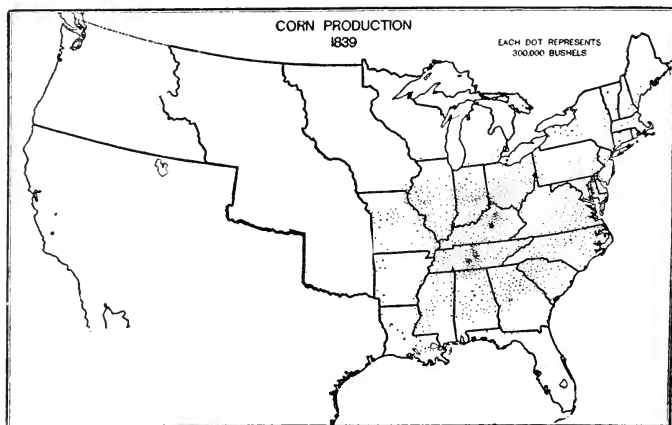 CORN PRODUCTION
1839
EACH DOT REPRESENTS
300,000 BUSHELS